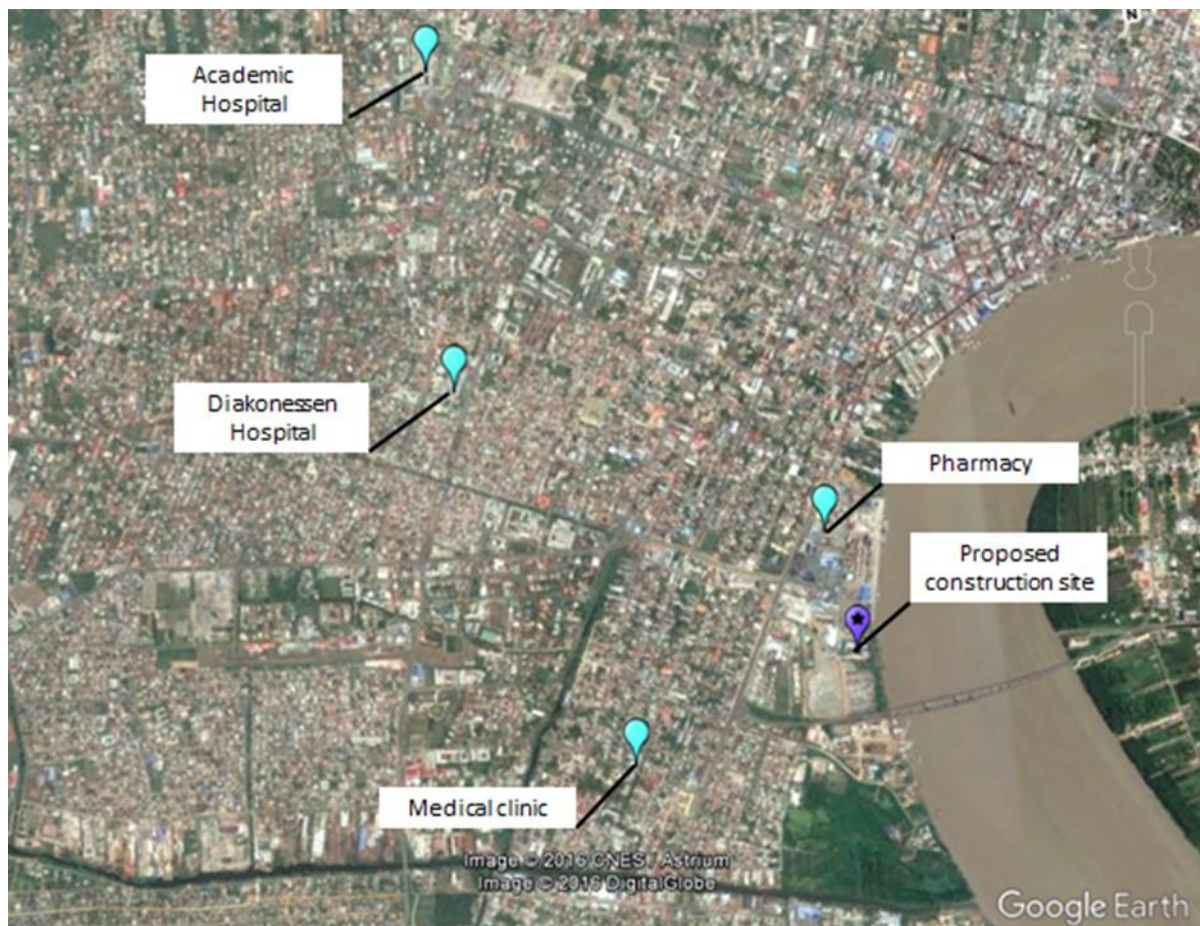 N
Academic
Hospital
Diakonessen
Hospital
Pharmacy
Proposed
construction site
Medical clinic
Image © 2016 CNES / Astrium
Image © 2016 DigitalGlobe
Google Earth